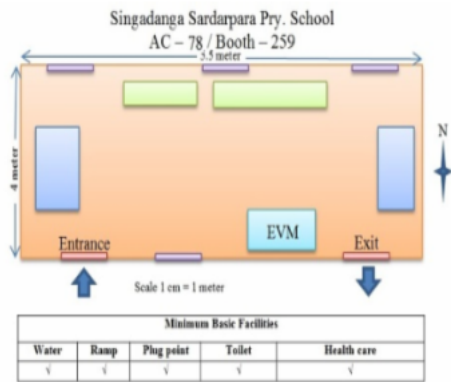 Singadanga Sardarpara Pry. School
AC – 78 / Booth – 259
5.5 meter
4 meter
N
EVM
Entrance
Exit
Scale 1 cm = 1 meter
Minimum Basic Facilities
Water Ramp Plug point Toilet Health care
√ √ √ √ √